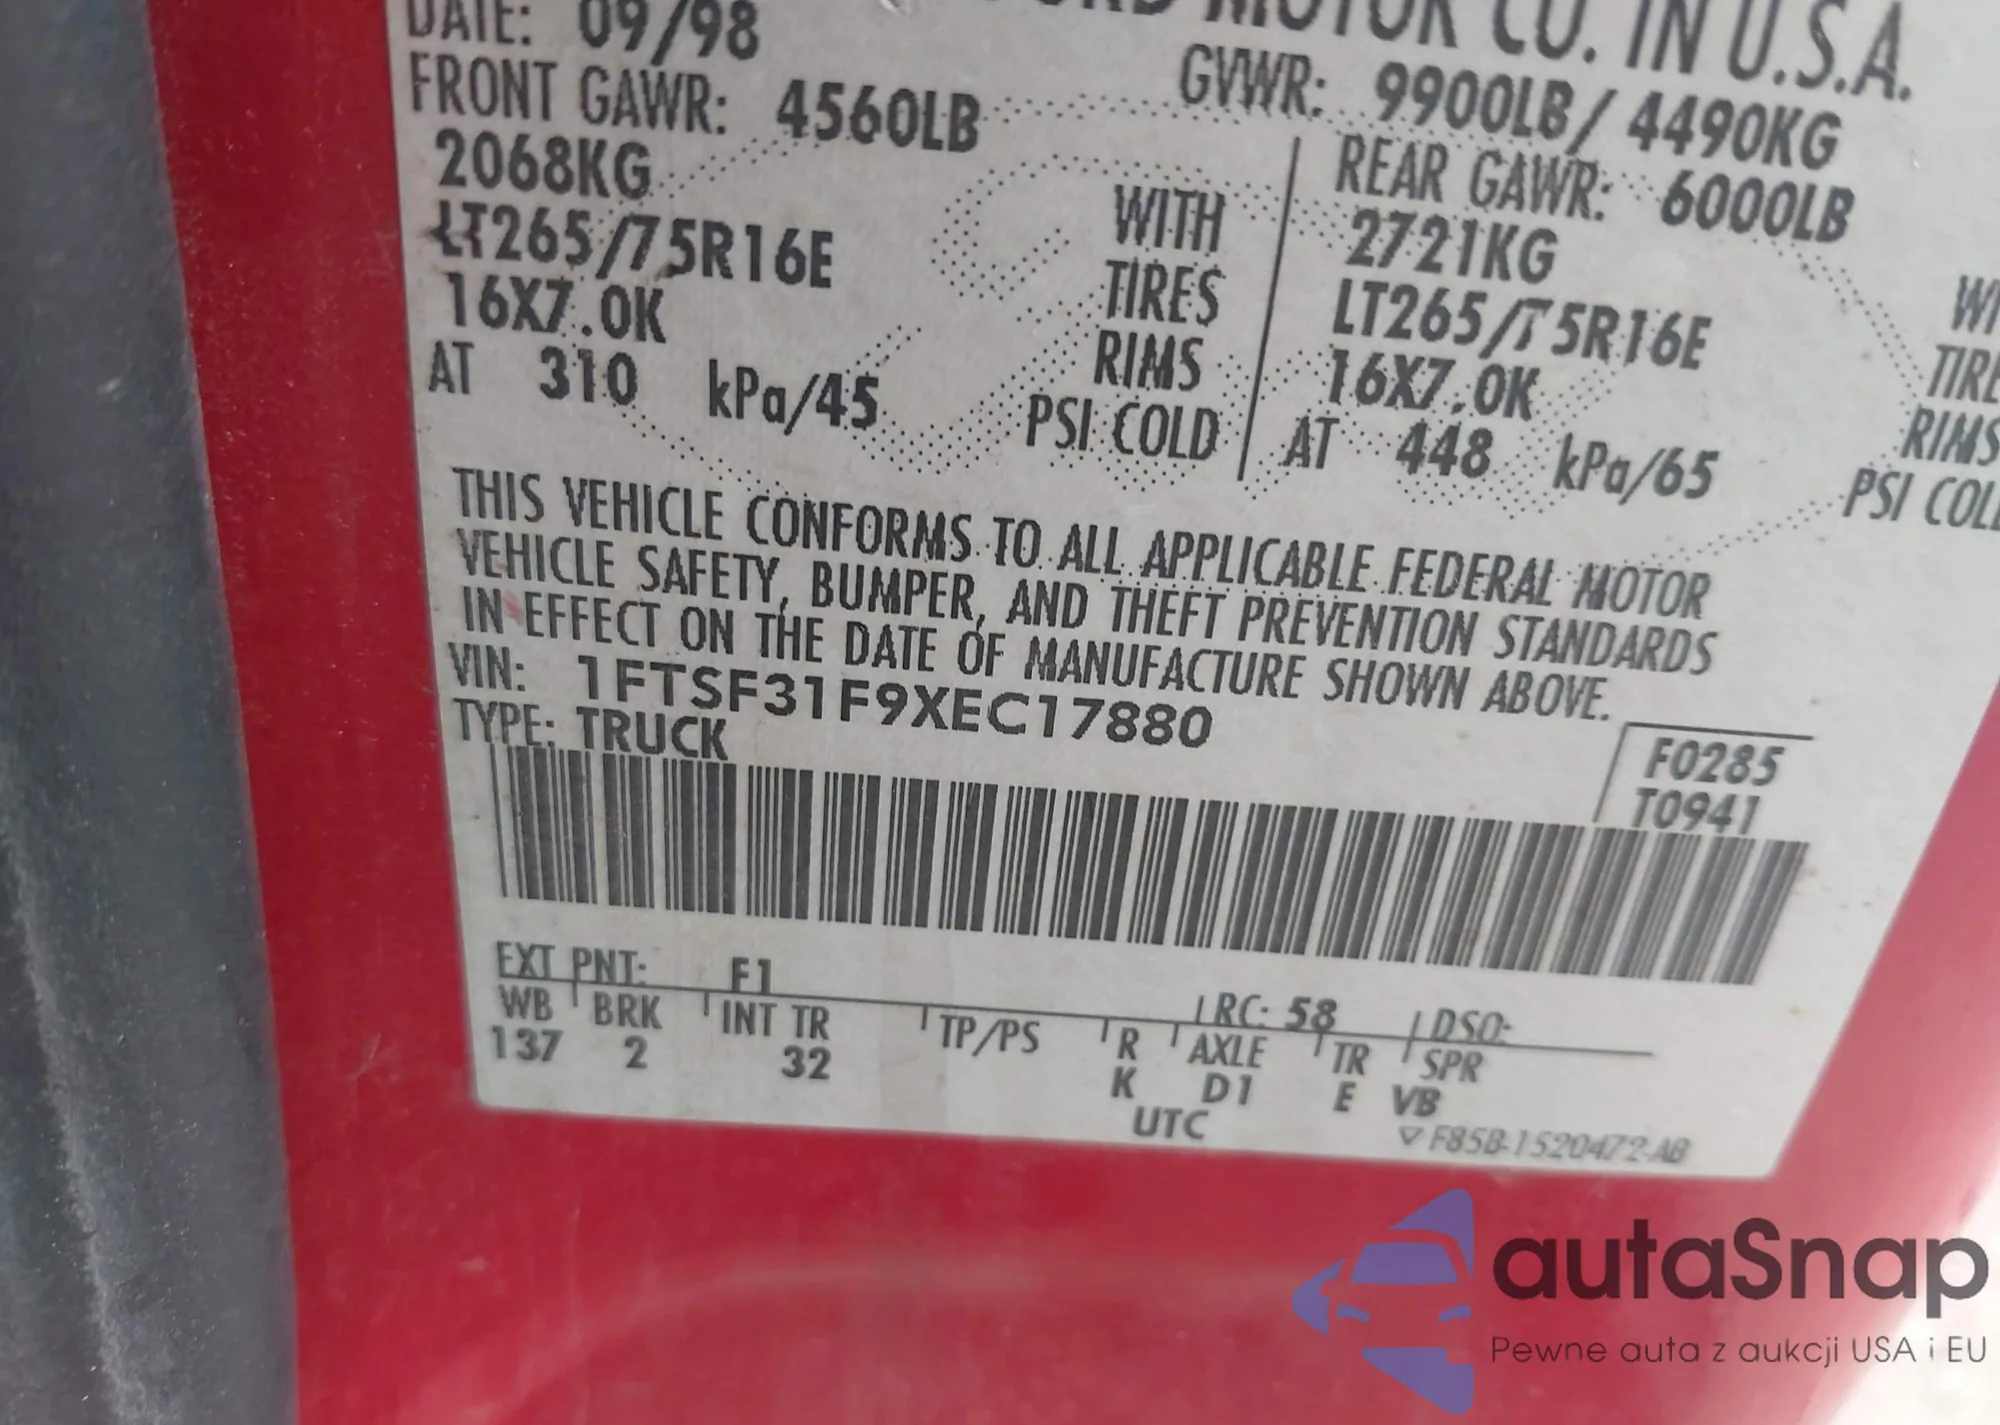 DATE: 09/98
MOTOR CO. IN U.S.A.
FRONT GAWR: 4560LB
GVWR: 9900LB/ 4490KG
2068KG
WITH
REAR GAWR: 6000LB
2721KG
LT265/75R16E
TIRES
LT265/75R16E
16X7.0K
RIMS
16X7.0K
AT 310 kPa/45
PSI COLD
AT 448 kPa/65
PSI
THIS VEHICLE CONFORMS TO ALL APPLICABLE FEDERAL MOTOR
VEHICLE SAFETY, BUMPER, AND THEFT PREVENTION STANDARDS
IN EFFECT ON THE DATE OF MANUFACTURE SHOWN ABOVE.
VIN: 1FTSF31F9XEC17880
TYPE: TRUCK
F0285
T0941
EXT PNT: F1
RC: 58
DSO:
WB BRK INT TR TP/PS R AXLE TR SPR
137 2 32 K D1 E VB
UTC
▽ F85B-1520472-AB
autaSnap
Pewne auta z aukcji USA i EU